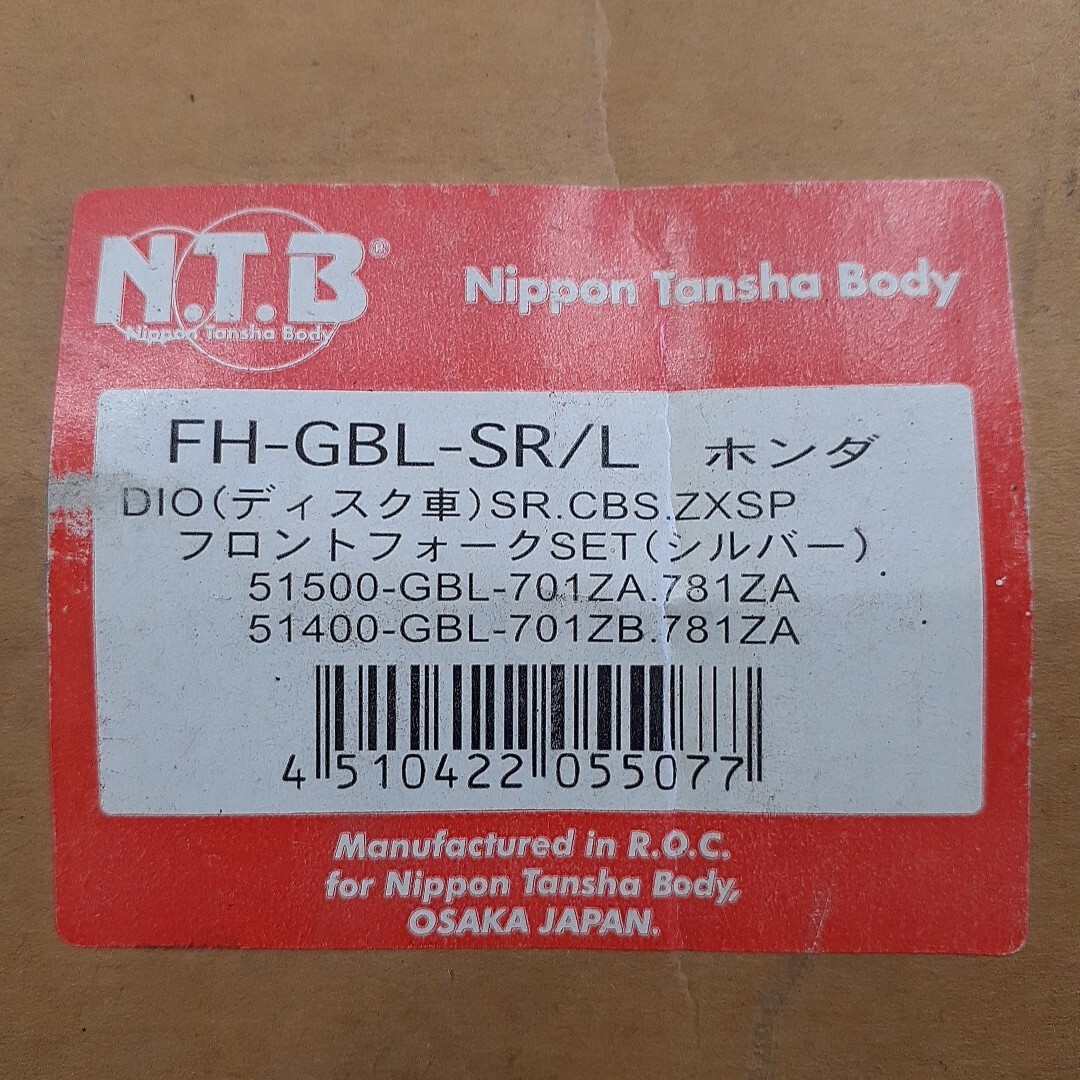 N.T.B®
Nippon Tansha Body
Nippon Tansha Body
FH-GBL-SR/L ホンダ
DIO(ディスク車)SR.CBS.ZXSP
フロントフォークSET(シルバー)
51500-GBL-701ZA.781ZA
51400-GBL-701ZB.781ZA
4 510422 055077
Manufactured in R.O.C.
for Nippon Tansha Body,
OSAKA JAPAN.